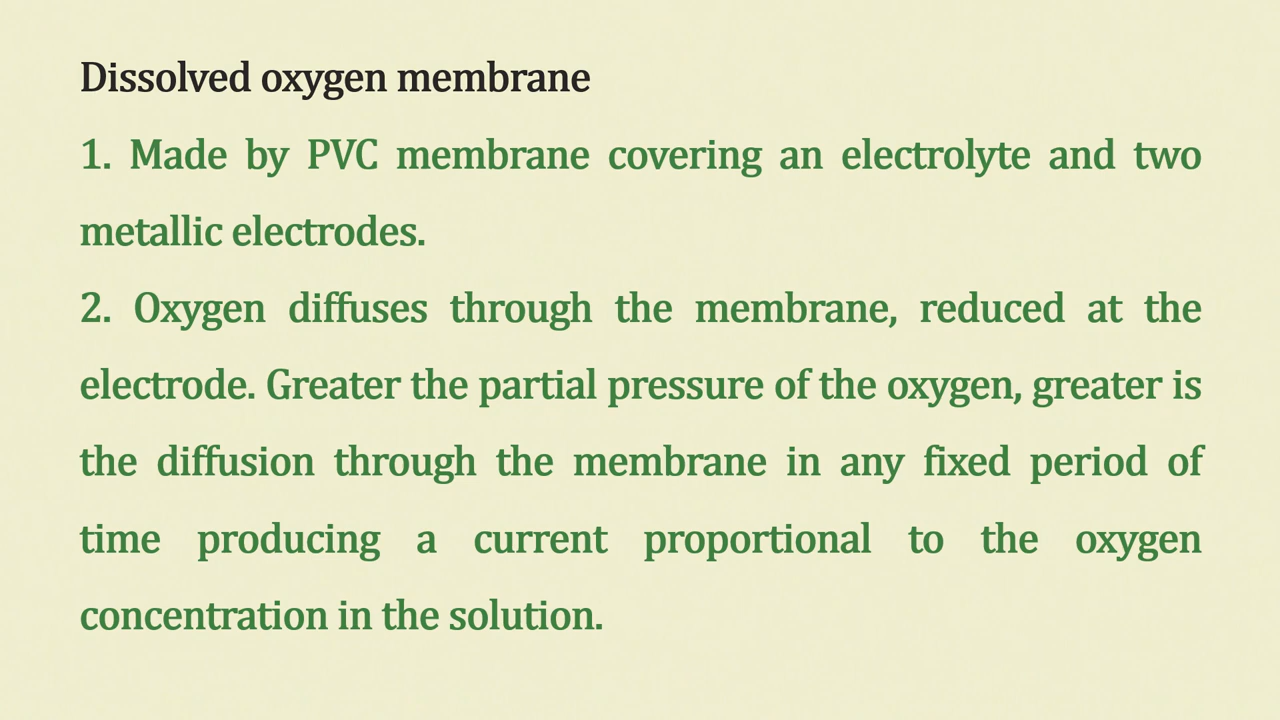 Dissolved oxygen membrane
1. Made by PVC membrane covering an electrolyte and two
metallic electrodes.
2. Oxygen diffuses through the membrane, reduced at the
electrode. Greater the partial pressure of the oxygen, greater is
the diffusion through the membrane in any fixed period of
time producing a current proportional to the oxygen
concentration in the solution.